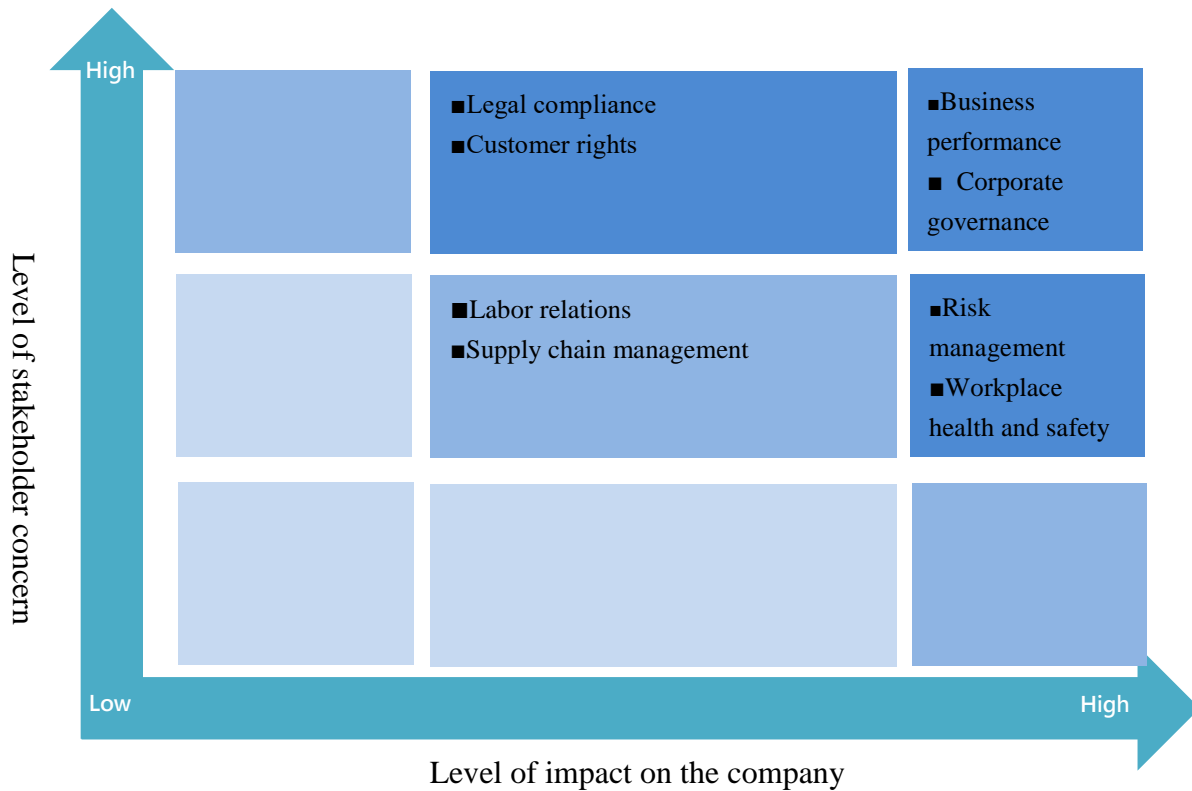 High
■Legal compliance
■Customer rights
■Business
performance
■ Corporate
governance
Level of stakeholder concern
■Labor relations
■Supply chain management
■Risk
management
■Workplace
health and safety
Low
High
Level of impact on the company